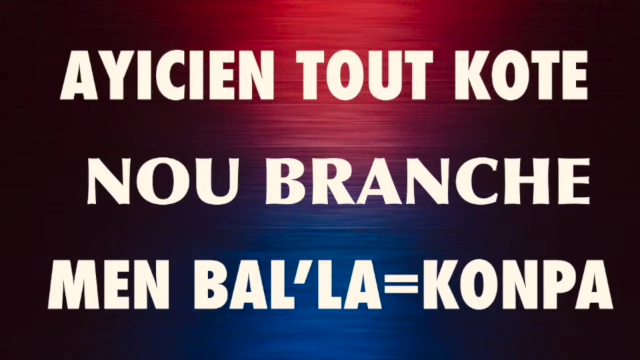 AYICIEN TOUT KOTE
NOU BRANCHE
MEN BAL'LA=KONPA